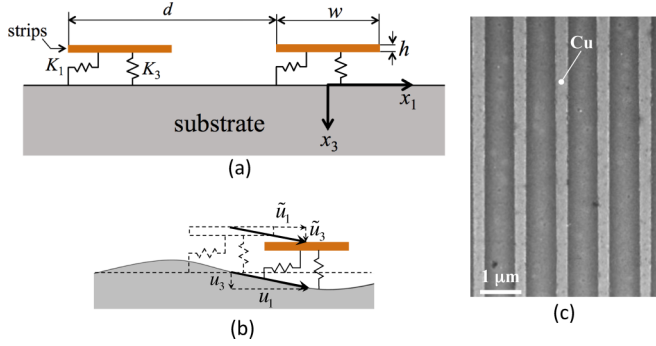 d
w
strips
h
K₁
K₃
x₁
substrate
x₃
(a)
ũ₁
ũ₃
u₃
u₁
(b)
Cu
1 μm
(c)